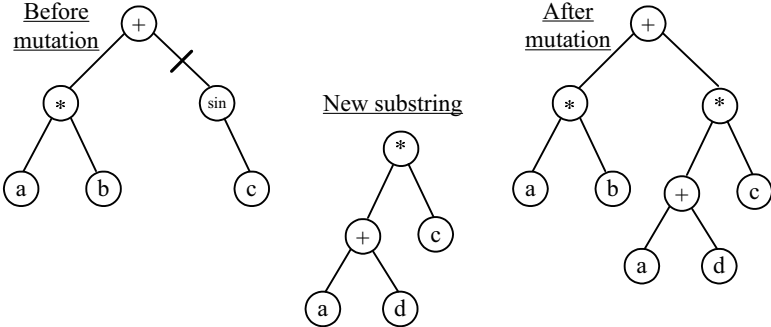 Before
mutation
+
*
sin
a
b
c
New substring
*
+
c
a
d
After
mutation
+
*
*
a
b
+
c
a
d